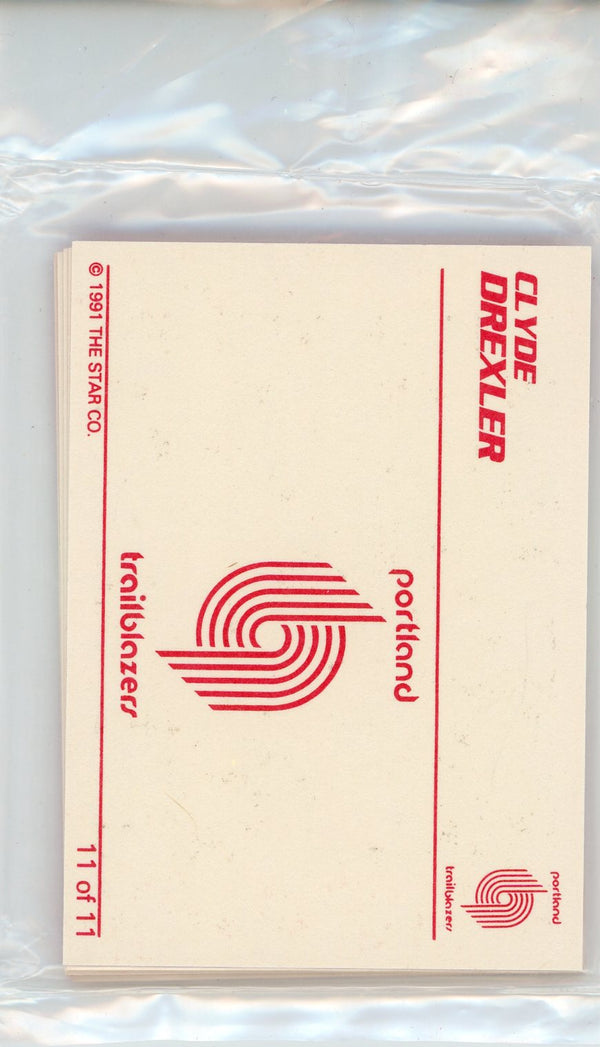 CLYDE
DREXLER
portland
trailblazers
portland
trailblazers
© 1991 THE STAR CO.
11 of 11